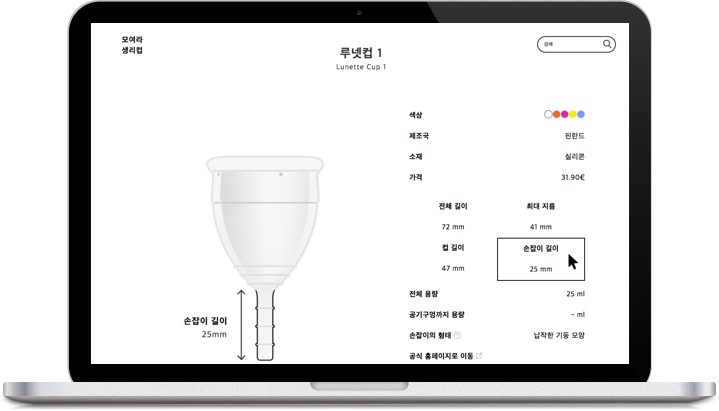 모여라
생리컵
루넷컵 1
Lunette Cup 1
검색
색상
제조국 핀란드
소재 실리콘
가격 31.90€
전체 길이 최대 지름
72 mm 41 mm
컵 길이 손잡이 길이
47 mm 25 mm
손잡이 길이
25mm
전체 용량 25 ml
공기구멍까지 용량 - ml
손잡이의 형태 ? 납작한 기둥 모양
공식 홈페이지로 이동